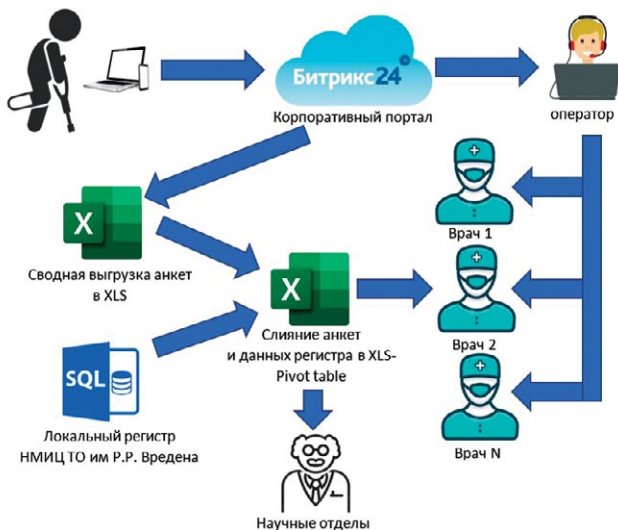 Битрикс24
Корпоративный портал
оператор
Врач 1
X
Сводная выгрузка анкет
в XLS
X
Слияние анкет
и данных регистра в XLS-
Pivot table
Врач 2
SQL
Локальный регистр
НМИЦ ТО им Р.Р. Вредена
Врач N
Научные отделы